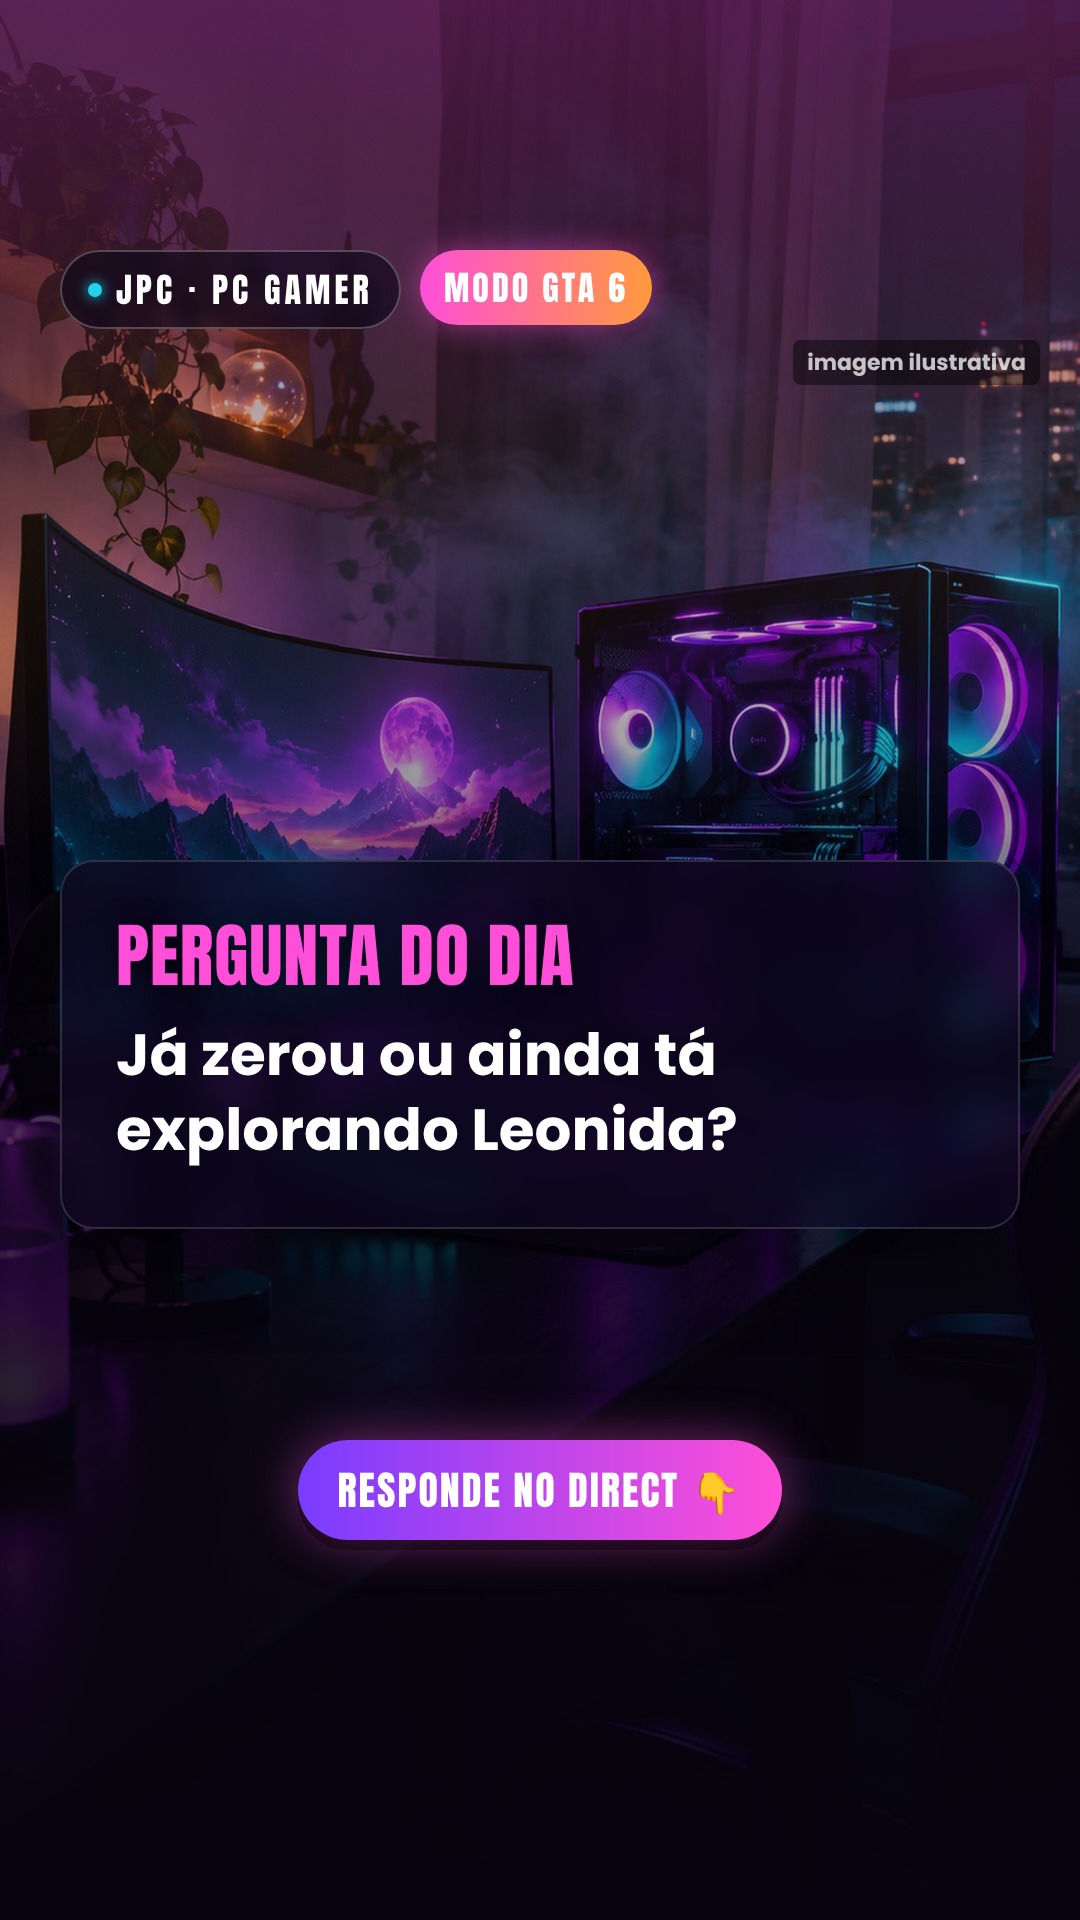 JPC · PC GAMER
MODO GTA 6
imagem ilustrativa
PERGUNTA DO DIA
Já zerou ou ainda tá
explorando Leonida?
RESPONDE NO DIRECT 👇